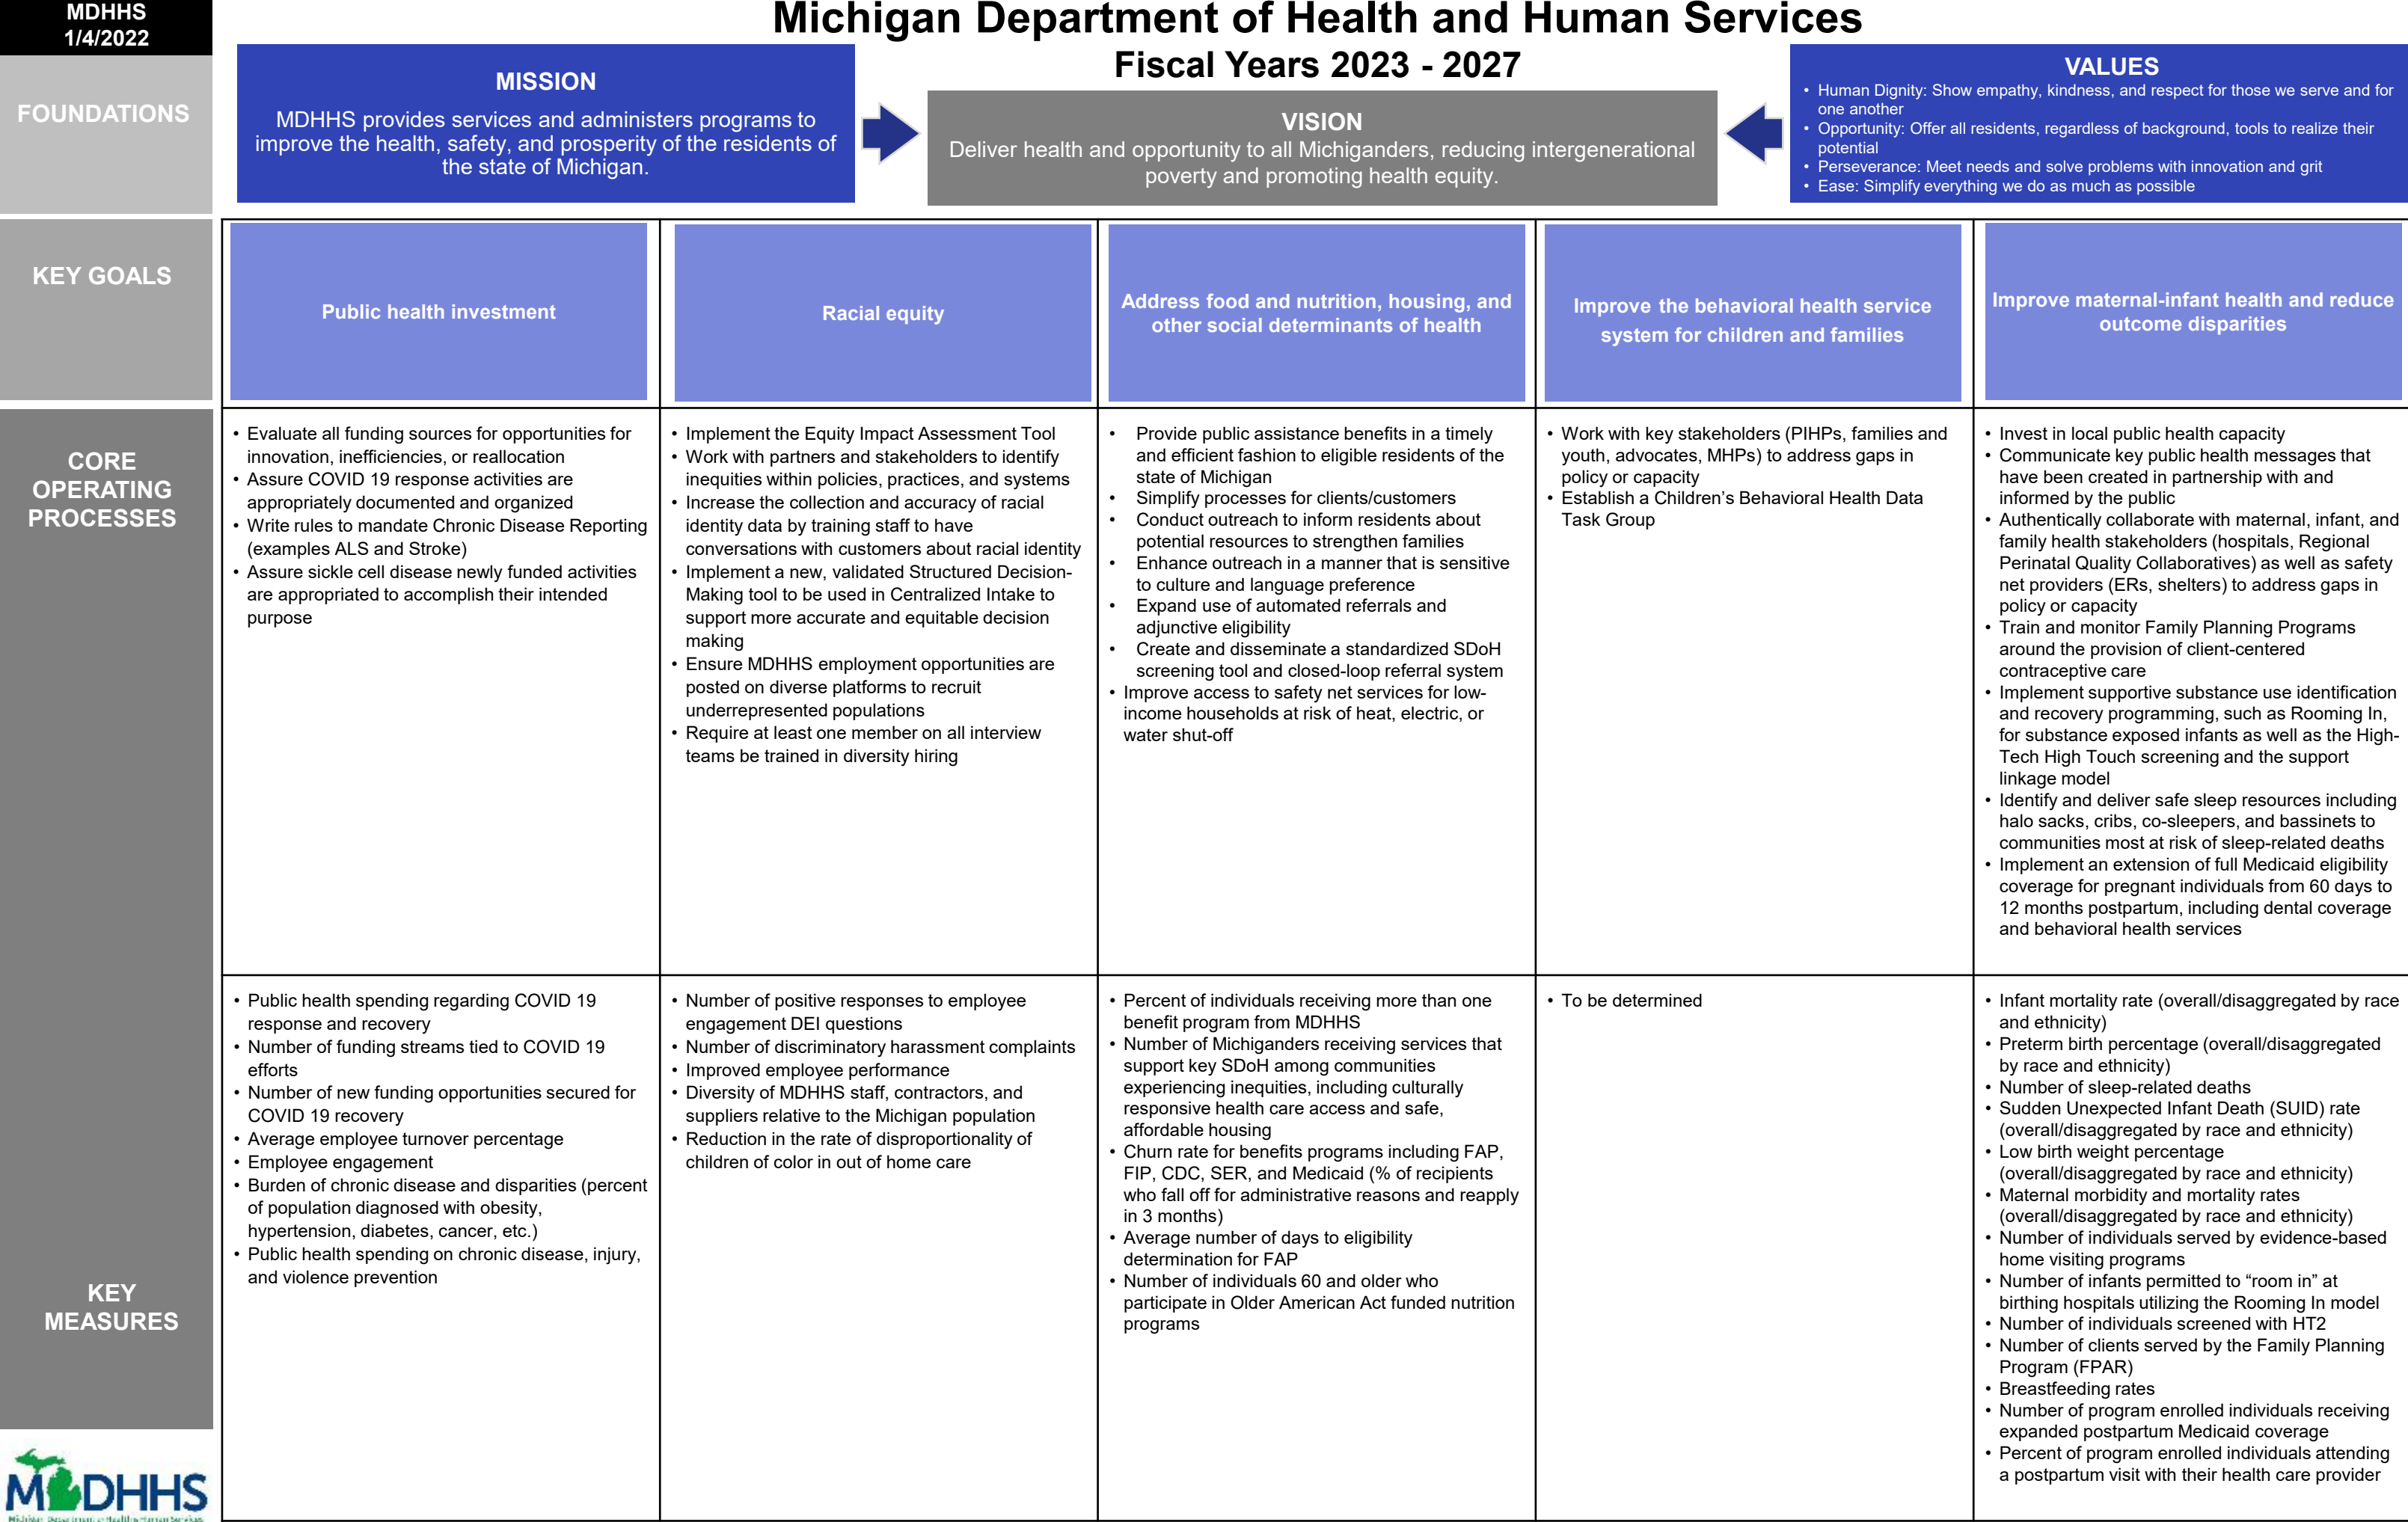 MDHHS
1/4/2022
Michigan Department of Health and Human Services
Fiscal Years 2023 - 2027
FOUNDATIONS
MISSION
MDHHS provides services and administers programs to
improve the health, safety, and prosperity of the residents of
the state of Michigan.
VISION
Deliver health and opportunity to all Michiganders, reducing intergenerational
poverty and promoting health equity.
VALUES
• Human Dignity: Show empathy, kindness, and respect for those we serve and for
one another
• Opportunity: Offer all residents, regardless of background, tools to realize their
potential
• Perseverance: Meet needs and solve problems with innovation and grit
• Ease: Simplify everything we do as much as possible
KEY GOALS
Public health investment
Racial equity
Address food and nutrition, housing, and
other social determinants of health
Improve the behavioral health service
system for children and families
Improve maternal-infant health and reduce
outcome disparities
CORE
OPERATING
PROCESSES
• Evaluate all funding sources for opportunities for
innovation, inefficiencies, or reallocation
• Assure COVID 19 response activities are
appropriately documented and organized
• Write rules to mandate Chronic Disease Reporting
(examples ALS and Stroke)
• Assure sickle cell disease newly funded activities
are appropriated to accomplish their intended
purpose
• Implement the Equity Impact Assessment Tool
• Work with partners and stakeholders to identify
inequities within policies, practices, and systems
• Increase the collection and accuracy of racial
identity data by training staff to have
conversations with customers about racial identity
• Implement a new, validated Structured Decision-
Making tool to be used in Centralized Intake to
support more accurate and equitable decision
making
• Ensure MDHHS employment opportunities are
posted on diverse platforms to recruit
underrepresented populations
• Require at least one member on all interview
teams be trained in diversity hiring
• Provide public assistance benefits in a timely
and efficient fashion to eligible residents of the
state of Michigan
• Simplify processes for clients/customers
• Conduct outreach to inform residents about
potential resources to strengthen families
• Enhance outreach in a manner that is sensitive
to culture and language preference
• Expand use of automated referrals and
adjunctive eligibility
• Create and disseminate a standardized SDoH
screening tool and closed-loop referral system
• Improve access to safety net services for low-
income households at risk of heat, electric, or
water shut-off
• Work with key stakeholders (PIHPs, families and
youth, advocates, MHPs) to address gaps in
policy or capacity
• Establish a Children’s Behavioral Health Data
Task Group
• Invest in local public health capacity
• Communicate key public health messages that
have been created in partnership with and
informed by the public
• Authentically collaborate with maternal, infant, and
family health stakeholders (hospitals, Regional
Perinatal Quality Collaboratives) as well as safety
net providers (ERs, shelters) to address gaps in
policy or capacity
• Train and monitor Family Planning Programs
around the provision of client-centered
contraceptive care
• Implement supportive substance use identification
and recovery programming, such as Rooming In,
for substance exposed infants as well as the High-
Tech High Touch screening and the support
linkage model
• Identify and deliver safe sleep resources including
halo sacks, cribs, co-sleepers, and bassinets to
communities most at risk of sleep-related deaths
• Implement an extension of full Medicaid eligibility
coverage for pregnant individuals from 60 days to
12 months postpartum, including dental coverage
and behavioral health services
KEY
MEASURES
• Public health spending regarding COVID 19
response and recovery
• Number of funding streams tied to COVID 19
efforts
• Number of new funding opportunities secured for
COVID 19 recovery
• Average employee turnover percentage
• Employee engagement
• Burden of chronic disease and disparities (percent
of population diagnosed with obesity,
hypertension, diabetes, cancer, etc.)
• Public health spending on chronic disease, injury,
and violence prevention
• Number of positive responses to employee
engagement DEI questions
• Number of discriminatory harassment complaints
• Improved employee performance
• Diversity of MDHHS staff, contractors, and
suppliers relative to the Michigan population
• Reduction in the rate of disproportionality of
children of color in out of home care
• Percent of individuals receiving more than one
benefit program from MDHHS
• Number of Michiganders receiving services that
support key SDoH among communities
experiencing inequities, including culturally
responsive health care access and safe,
affordable housing
• Churn rate for benefits programs including FAP,
FIP, CDC, SER, and Medicaid (% of recipients
who fall off for administrative reasons and reapply
in 3 months)
• Average number of days to eligibility
determination for FAP
• Number of individuals 60 and older who
participate in Older American Act funded nutrition
programs
• To be determined
• Infant mortality rate (overall/disaggregated by race
and ethnicity)
• Preterm birth percentage (overall/disaggregated
by race and ethnicity)
• Number of sleep-related deaths
• Sudden Unexpected Infant Death (SUID) rate
(overall/disaggregated by race and ethnicity)
• Low birth weight percentage
(overall/disaggregated by race and ethnicity)
• Maternal morbidity and mortality rates
(overall/disaggregated by race and ethnicity)
• Number of individuals served by evidence-based
home visiting programs
• Number of infants permitted to “room in” at
birthing hospitals utilizing the Rooming In model
• Number of individuals screened with HT2
• Number of clients served by the Family Planning
Program (FPAR)
• Breastfeeding rates
• Number of program enrolled individuals receiving
expanded postpartum Medicaid coverage
• Percent of program enrolled individuals attending
a postpartum visit with their health care provider
MDHHS
Michigan Department of Health & Human Services